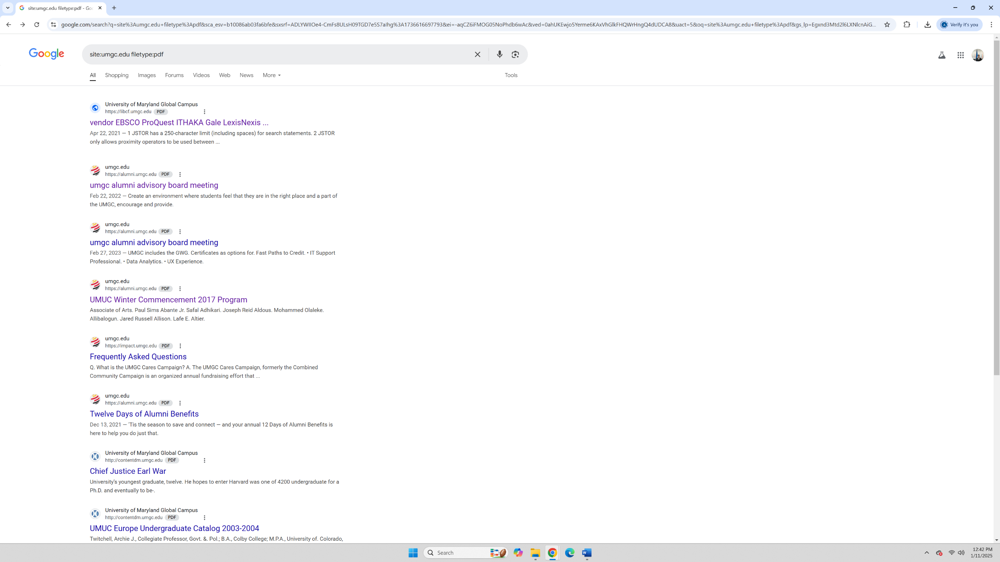 site:umgc.edu filetype:pdf - Goo
google.com/search?q=site%3Aumgc.edu+filetype%3Apdf&sca_esv=b10086ab03fa6bfe&sxsrf=ADLYWIIOe4-CmFs8ULsH09TGD7e5S7aIhg%3A1736616697793&ei=-aqCZ6iFMOG05NoPhdb6wAc&ved=0ahUKEwjo5Yerme6KAxVhGlkFHQWrHngQ4dUDCA8&uact=5&oq=site%3Aumgc.edu+filetype%3Apdf&gs_lp=Egxnd3Mtd2l6LXNlcnAiG...
Verify it's you
Google
site:umgc.edu filetype:pdf
All Shopping Images Forums Videos Web News More Tools
University of Maryland Global Campus
https://libcf.umgc.edu PDF
vendor EBSCO ProQuest ITHAKA Gale LexisNexis ...
Apr 22, 2021 — 1 JSTOR has a 250-character limit (including spaces) for search statements. 2 JSTOR
only allows proximity operators to be used between ...
umgc.edu
https://alumni.umgc.edu PDF
umgc alumni advisory board meeting
Feb 22, 2022 — Create an environment where students feel that they are in the right place and a part of
the UMGC, encourage and provide.
umgc.edu
https://alumni.umgc.edu PDF
umgc alumni advisory board meeting
Feb 27, 2023 — UMGC includes the GWG. Certificates as options for. Fast Paths to Credit. • IT Support
Professional. • Data Analytics. • UX Experience.
umgc.edu
https://alumni.umgc.edu PDF
UMUC Winter Commencement 2017 Program
Associate of Arts. Paul Sims Abante Jr. Safal Adhikari. Joseph Reid Aldous. Mohammed Olaleke.
Allibalogun. Jared Russell Allison. Lafe E. Altier.
umgc.edu
https://impact.umgc.edu PDF
Frequently Asked Questions
Q. What is the UMGC Cares Campaign? A. The UMGC Cares Campaign, formerly the Combined
Community Campaign is an organized annual fundraising effort that ...
umgc.edu
https://alumni.umgc.edu PDF
Twelve Days of Alumni Benefits
Dec 13, 2021 — 'Tis the season to save and connect — and your annual 12 Days of Alumni Benefits is
here to help you do just that.
University of Maryland Global Campus
http://contentdm.umgc.edu PDF
Chief Justice Earl War
University's youngest graduate, twelve. He hopes to enter Harvard was one of 4200 undergraduate for a
Ph.D. and eventually to be-.
University of Maryland Global Campus
http://contentdm.umgc.edu PDF
UMUC Europe Undergraduate Catalog 2003-2004
Twitchell, Archie J., Collegiate Professor, Govt. &. Pol.; B.A., Colby College; M.P.A., University of. Colorado,
Search
12:42 PM
1/11/2025